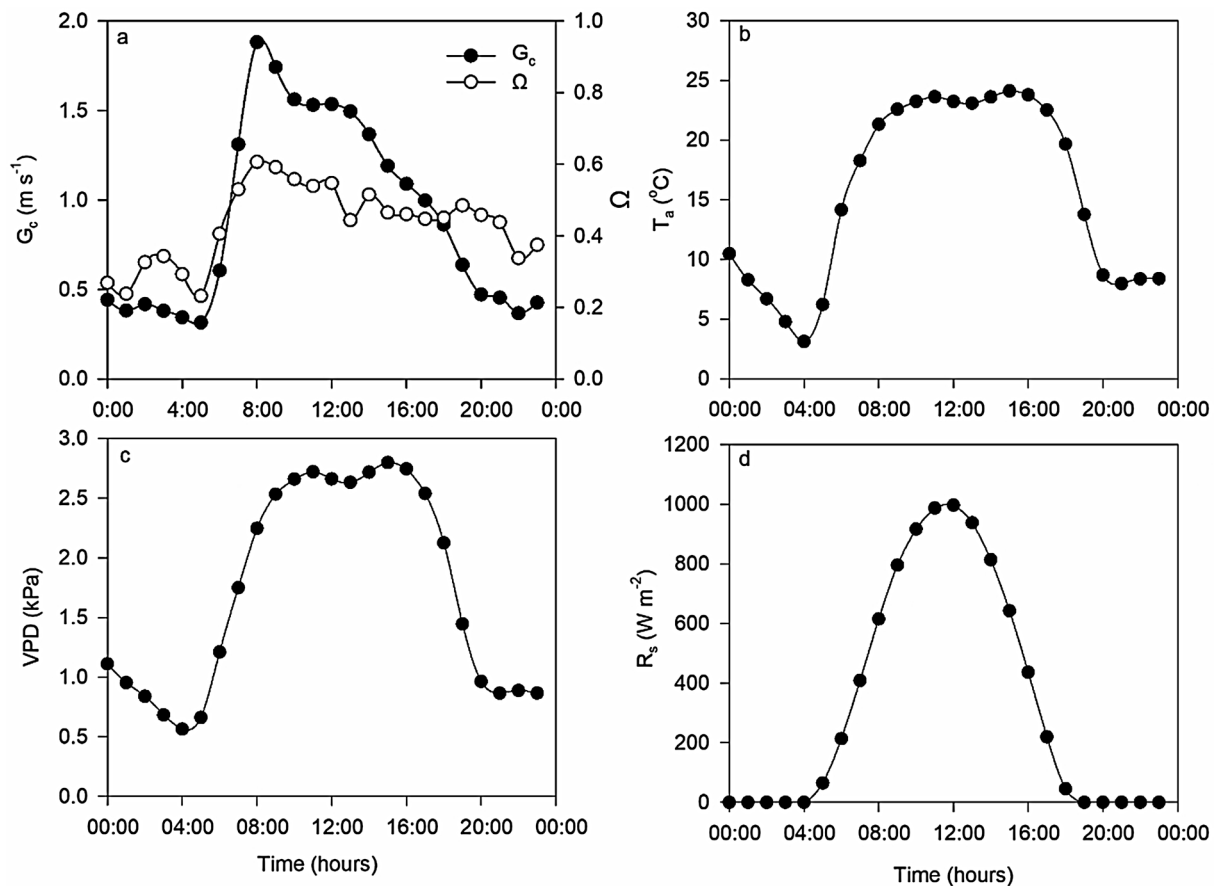 a
G_c
Ω
2.0
1.5
1.0
0.5
0.0
G_c (m s⁻¹)
1.0
0.8
0.6
0.4
0.2
0.0
Ω
0:00 4:00 8:00 12:00 16:00 20:00 0:00
b
30
25
20
15
10
5
0
T_a (°C)
00:00 04:00 08:00 12:00 16:00 20:00 00:00
c
3.0
2.5
2.0
1.5
1.0
0.5
0.0
VPD (kPa)
00:00 04:00 08:00 12:00 16:00 20:00 00:00
Time (hours)
d
1200
1000
800
600
400
200
0
R_s (W m⁻²)
00:00 04:00 08:00 12:00 16:00 20:00 00:00
Time (hours)